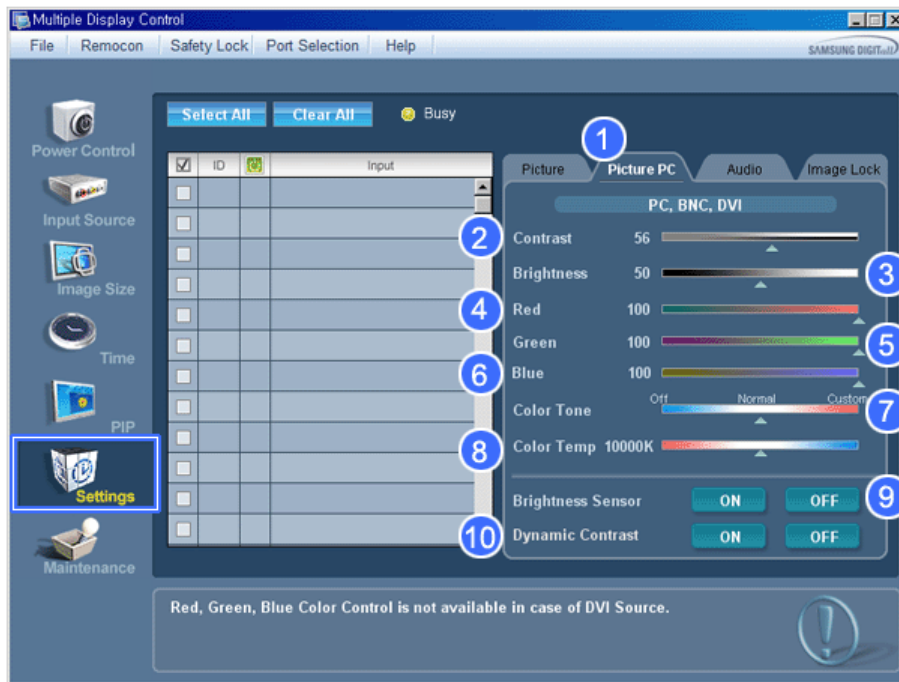 Multiple Display Control
File Remocon Safety Lock Port Selection Help
SAMSUNG DIGITall
Select All Clear All Busy
Power Control
Input Source
Image Size
Time
PIP
Settings
Maintenance
ID Input
1
Picture Picture PC Audio Image Lock
PC, BNC, DVI
2 Contrast 56
Brightness 50 3
4 Red 100
Green 100 5
6 Blue 100
Off Normal Custom
Color Tone 7
8 Color Temp 10000K
Brightness Sensor ON OFF 9
10 Dynamic Contrast ON OFF
Red, Green, Blue Color Control is not available in case of DVI Source.